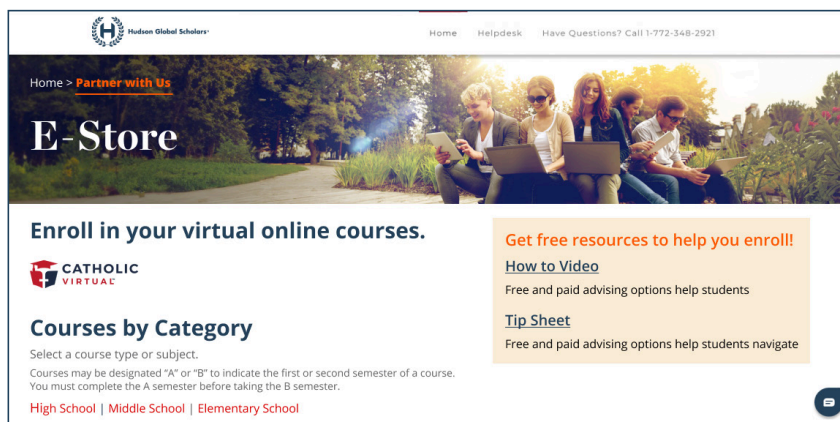 Hudson Global Scholars
Home Helpdesk Have Questions? Call 1-772-348-2921
Home > Partner with Us
E-Store
Enroll in your virtual online courses.
CATHOLIC
VIRTUAL
Courses by Category
Select a course type or subject.
Courses may be designated “A” or “B” to indicate the first or second semester of a course.
You must complete the A semester before taking the B semester.
High School | Middle School | Elementary School
Get free resources to help you enroll!
How to Video
Free and paid advising options help students
Tip Sheet
Free and paid advising options help students navigate